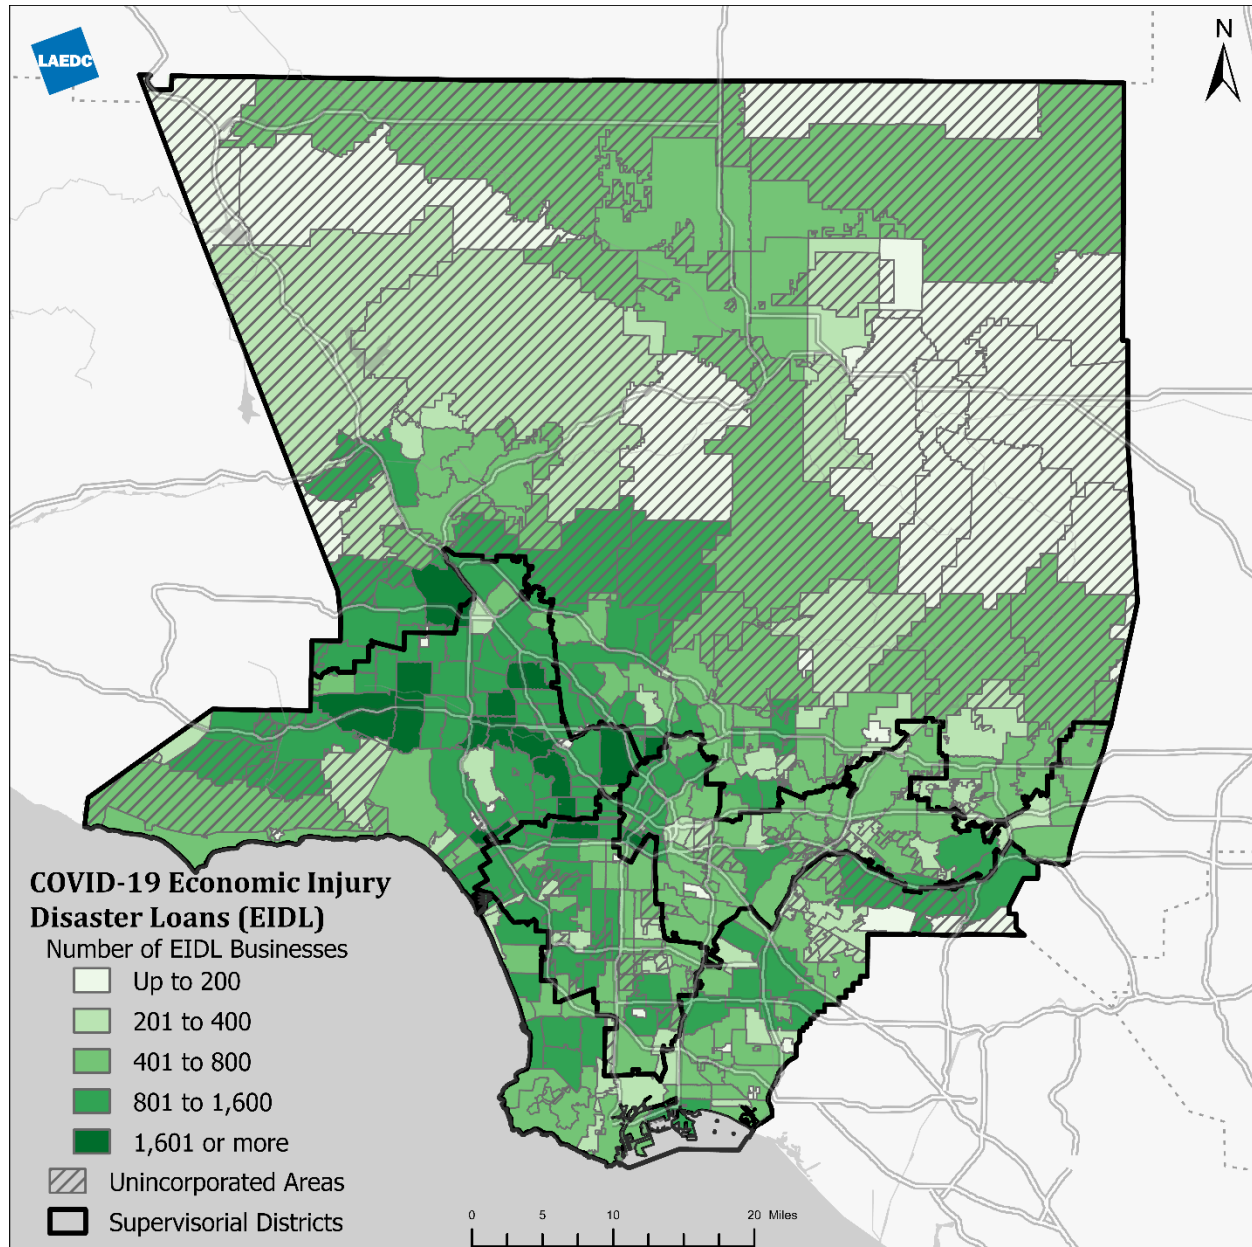 LAEDC
N
COVID-19 Economic Injury
Disaster Loans (EIDL)
Number of EIDL Businesses
Up to 200
201 to 400
401 to 800
801 to 1,600
1,601 or more
Unincorporated Areas
Supervisorial Districts
0 5 10 20 Miles